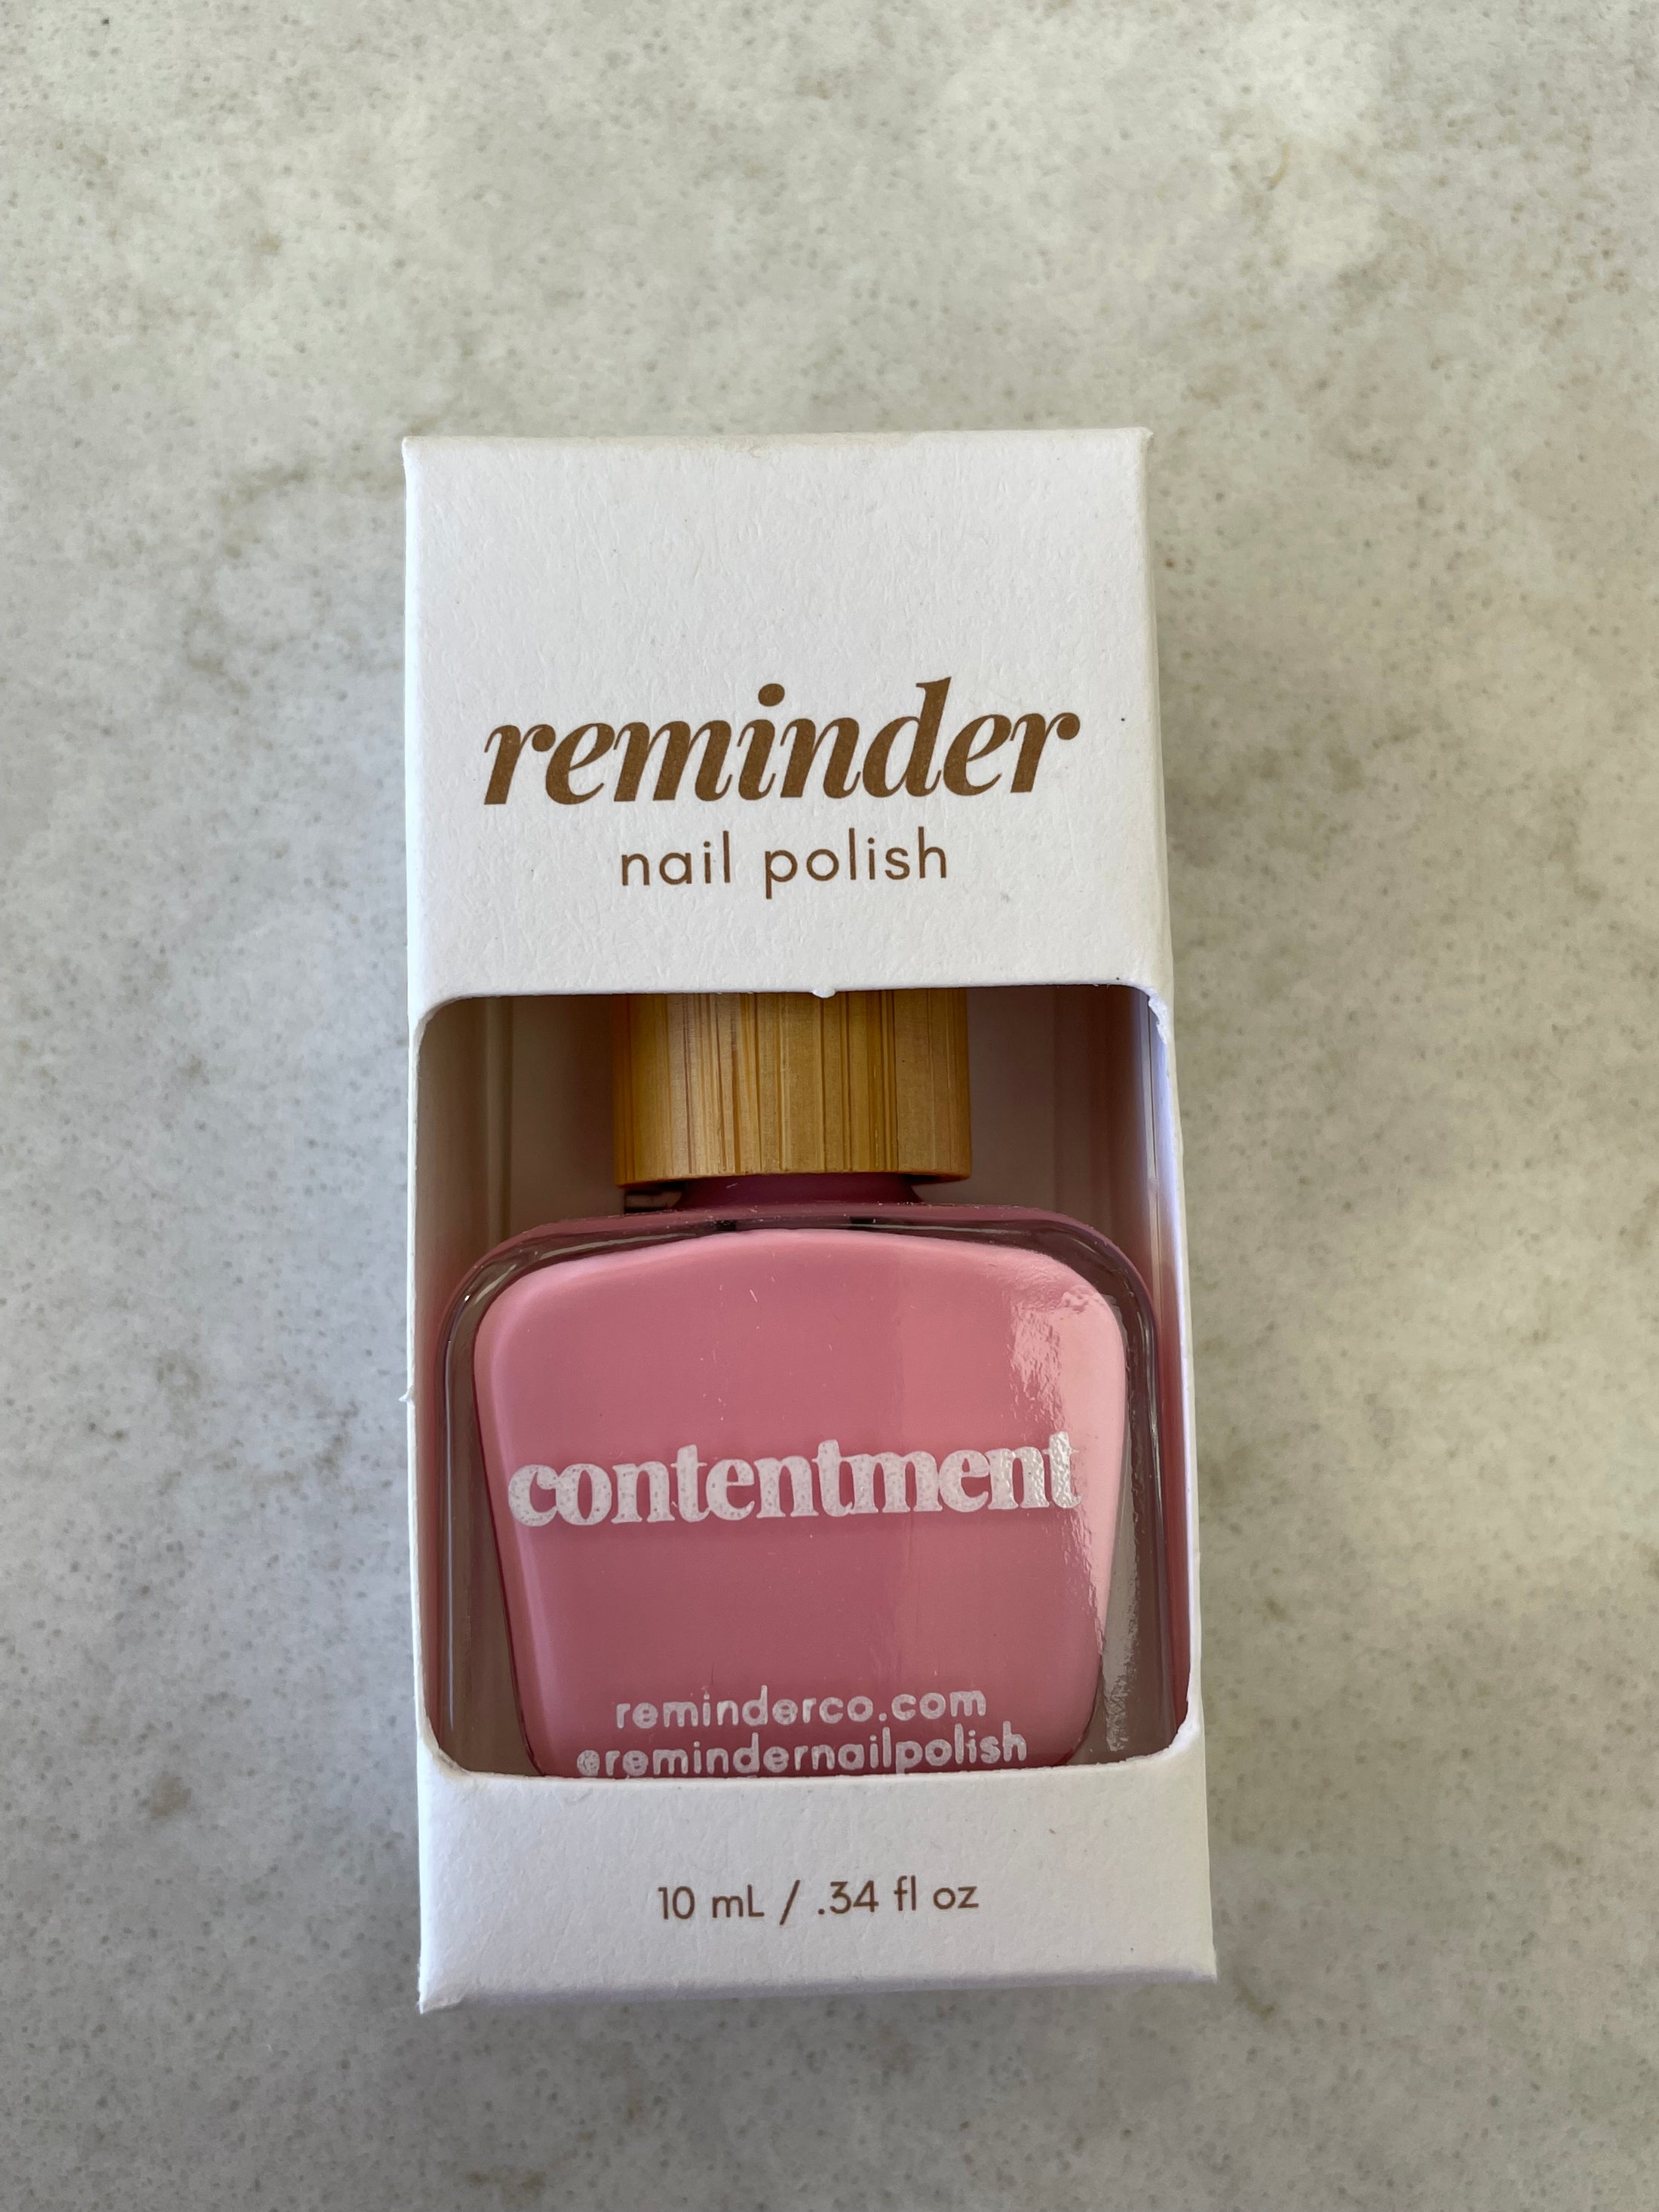 reminder
nail polish
contentment
reminderco.com
@remindernailpolish
10 mL / .34 fl oz